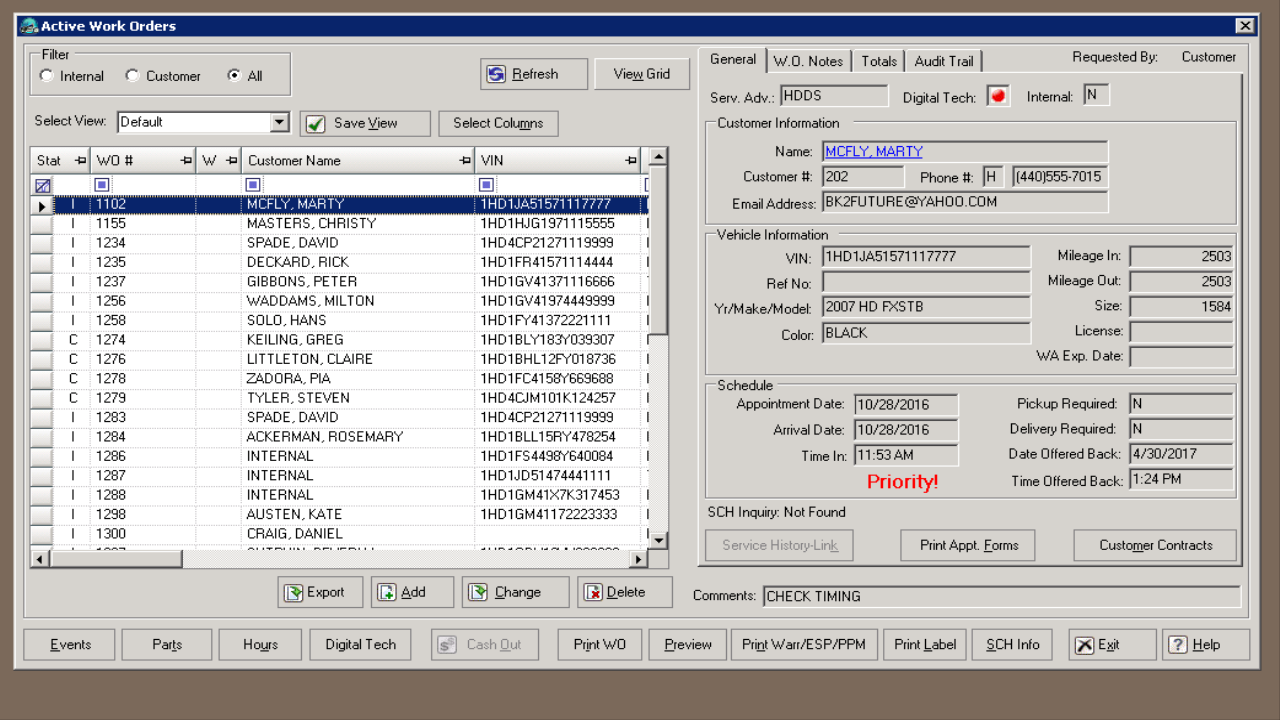 Active Work Orders
Filter
Internal Customer All
Refresh View Grid
Select View: Default Save View Select Columns
Stat WO # W Customer Name VIN
I 1102 MCFLY, MARTY 1HD1JA51571117777
I 1155 MASTERS, CHRISTY 1HD1HJG1971115555
I 1234 SPADE, DAVID 1HD4CP21271119999
I 1235 DECKARD, RICK 1HD1FR41571114444
I 1237 GIBBONS, PETER 1HD1GV41371116666
I 1256 WADDAMS, MILTON 1HD1GV41974449999
I 1258 SOLO, HANS 1HD1FY41372221111
C 1274 KEILING, GREG 1HD1BLY183Y039307
C 1276 LITTLETON, CLAIRE 1HD1BHL12FY018736
C 1278 ZADORA, PIA 1HD1FC4158Y669688
C 1279 TYLER, STEVEN 1HD4CJM101K124257
I 1283 SPADE, DAVID 1HD4CP21271119999
I 1284 ACKERMAN, ROSEMARY 1HD1BLL15RY478254
I 1286 INTERNAL 1HD1FS4498Y640084
I 1287 INTERNAL 1HD1JD51474441111
I 1288 INTERNAL 1HD1GM41X7K317453
I 1298 AUSTEN, KATE 1HD1GM41172223333
I 1300 CRAIG, DANIEL
Export Add Change Delete
General W.O. Notes Totals Audit Trail Requested By: Customer
Serv. Adv.: HDDS Digital Tech: Internal: N
Customer Information
Name: MCFLY, MARTY
Customer #: 202 Phone #: H (440)555-7015
Email Address: BK2FUTURE@YAHOO.COM
Vehicle Information
VIN: 1HD1JA51571117777 Mileage In: 2503
Ref No: Mileage Out: 2503
Yr/Make/Model: 2007 HD FXSTB Size: 1584
Color: BLACK License:
WA Exp. Date:
Schedule
Appointment Date: 10/28/2016 Pickup Required: N
Arrival Date: 10/28/2016 Delivery Required: N
Time In: 11:53 AM Date Offered Back: 4/30/2017
Priority! Time Offered Back: 1:24 PM
SCH Inquiry: Not Found
Service History-Link Print Appt. Forms Customer Contracts
Comments: CHECK TIMING
Events Parts Hours Digital Tech Cash Out Print WO Preview Print Warr/ESP/PPM Print Label SCH Info Exit Help